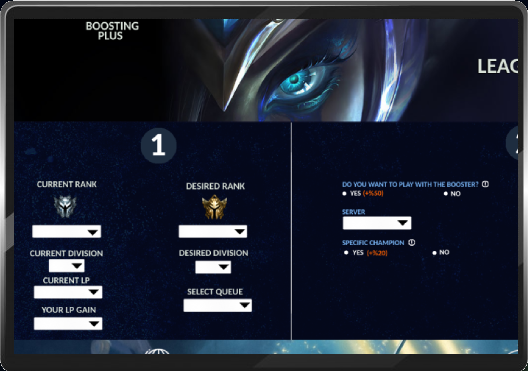 BOOSTING
PLUS
LEAC
1
CURRENT RANK
DESIRED RANK
CURRENT DIVISION
DESIRED DIVISION
CURRENT LP
SELECT QUEUE
YOUR LP GAIN
DO YOU WANT TO PLAY WITH THE BOOSTER?
YES (+%50)
NO
SERVER
SPECIFIC CHAMPION
YES (+%20)
NO